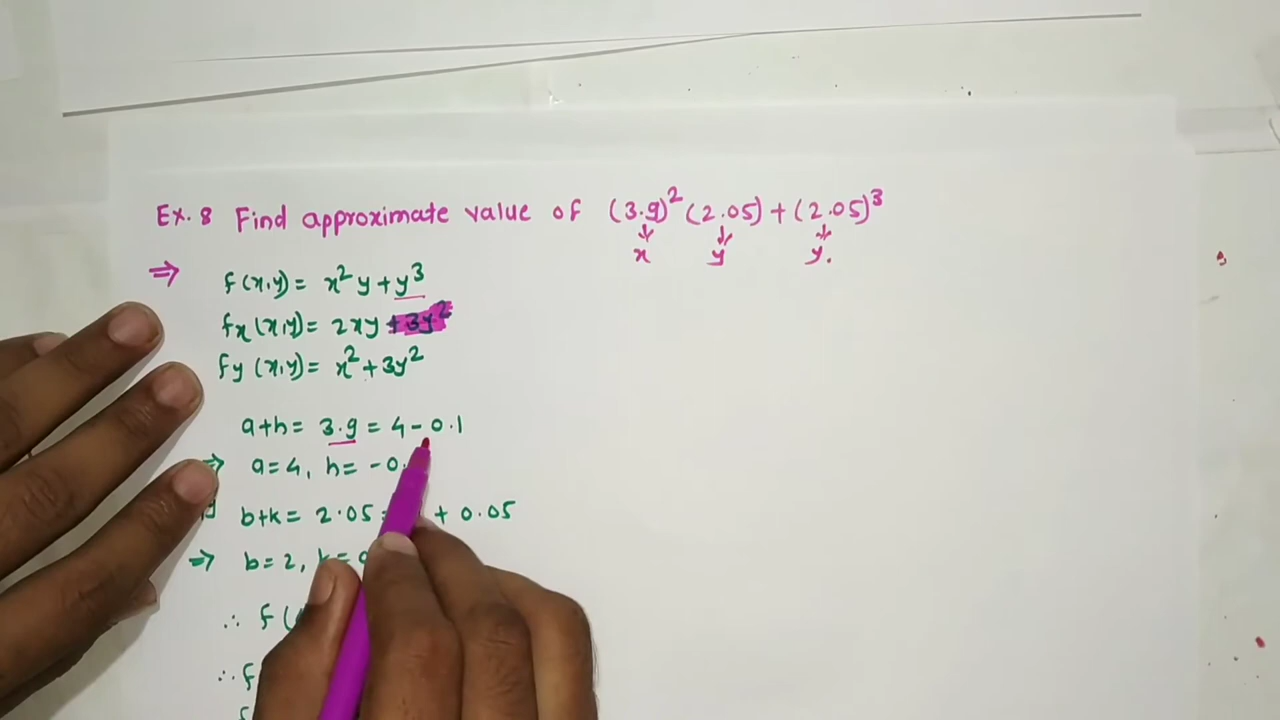 Ex. 8 Find approximate value of (3.9)² (2.05) + (2.05)³
x y y.
⇒ f(x,y) = x²y + y³
fx(x,y) = 2xy + 3y²
fy(x,y) = x² + 3y²
a+h = 3.9 = 4 - 0.1
⇒ a=4, h= -0.
b+k = 2.05 = + 0.05
⇒ b=2, k=0
∴ f(
∴ f
f